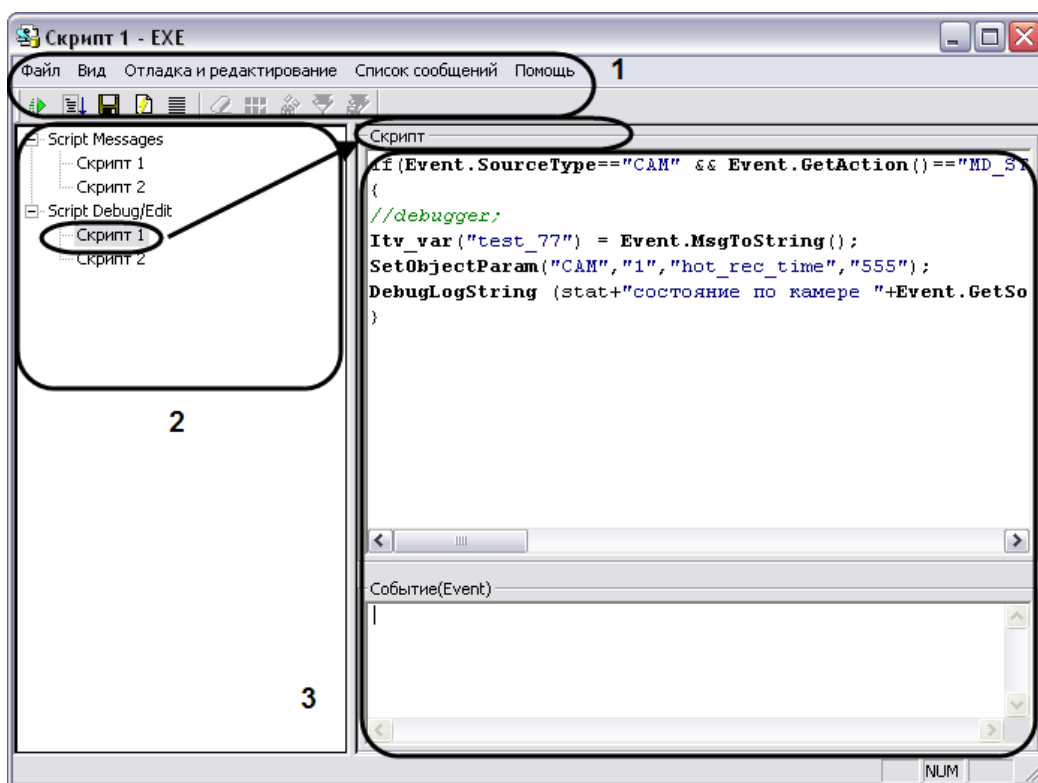 Скрипт 1 - EXE
Файл Вид Отладка и редактирование Список сообщений Помощь
1
Script Messages
Скрипт 1
Скрипт 2
Script Debug/Edit
Скрипт 1
Скрипт 2
2
3
Скрипт
if(Event.SourceType=="CAM" && Event.GetAction()=="MD_ST
{
//debugger;
Itv_var("test_77") = Event.MsgToString();
SetObjectParam("CAM","1","hot_rec_time","555");
DebugLogString (stat+"состояние по камере "+Event.GetSo
}
Событие(Event)
NUM